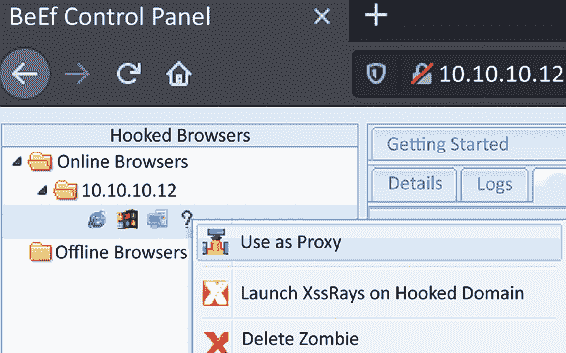 BeEf Control Panel
10.10.10.12
Hooked Browsers
Getting Started
Online Browsers
Details
Logs
10.10.10.12
?
Use as Proxy
Offline Browsers
Launch XssRays on Hooked Domain
Delete Zombie